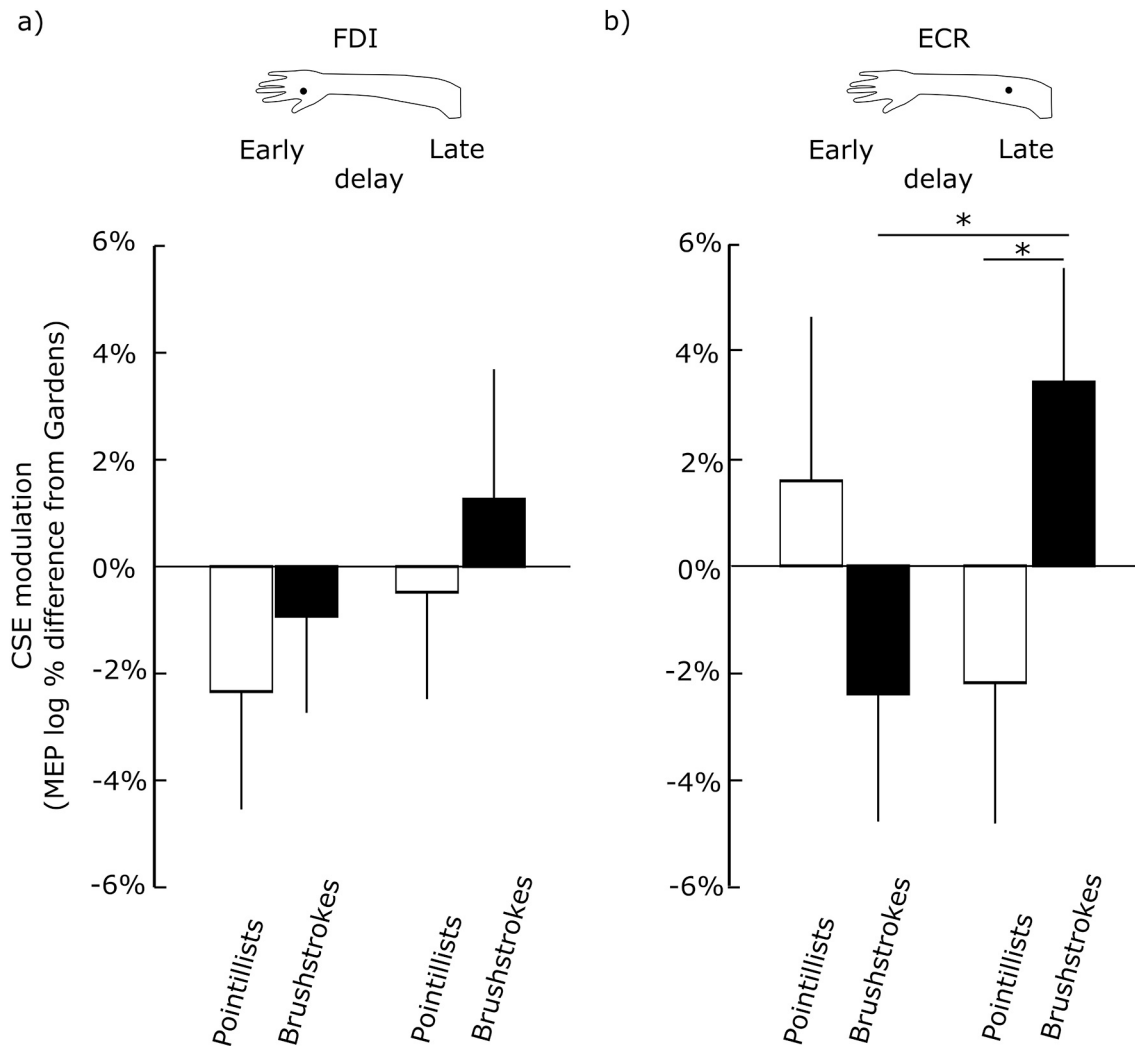 a)
FDI
Early
Late
delay
CSE modulation
(MEP log % difference from Gardens)
6%
4%
2%
0%
-2%
-4%
-6%
Pointillists
Brushstrokes
Pointillists
Brushstrokes
b)
ECR
Early
Late
delay
*
*
6%
4%
2%
0%
-2%
-4%
-6%
Pointillists
Brushstrokes
Pointillists
Brushstrokes